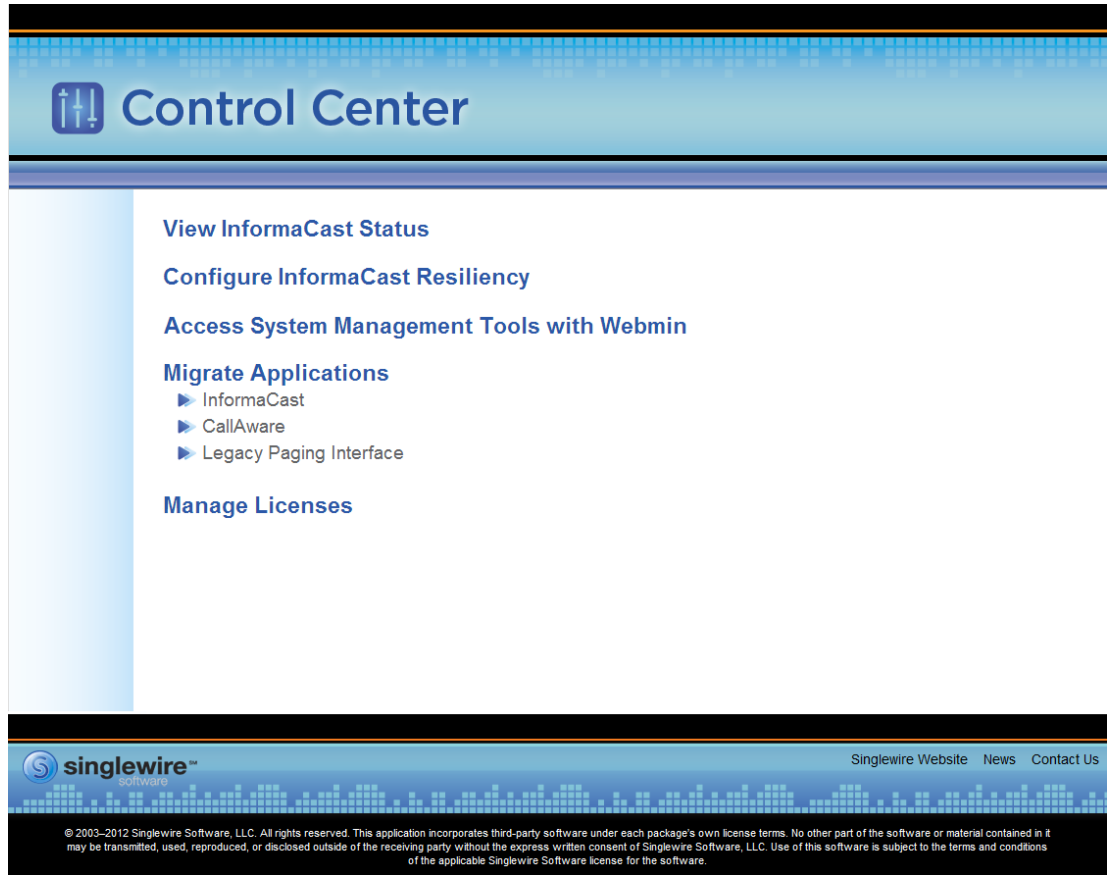 Control Center
View InformaCast Status
Configure InformaCast Resiliency
Access System Management Tools with Webmin
Migrate Applications
InformaCast
CallAware
Legacy Paging Interface
Manage Licenses
singlewire℠
software
Singlewire Website News Contact Us
© 2003–2012 Singlewire Software, LLC. All rights reserved. This application incorporates third-party software under each package's own license terms. No other part of the software or material contained in it
may be transmitted, used, reproduced, or disclosed outside of the receiving party without the express written consent of Singlewire Software, LLC. Use of this software is subject to the terms and conditions
of the applicable Singlewire Software license for the software.